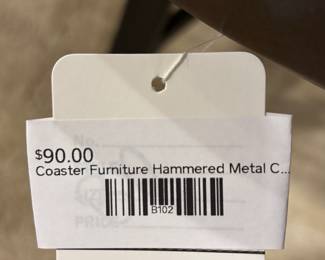 $90.00
Coaster Furniture Hammered Metal C...
B102